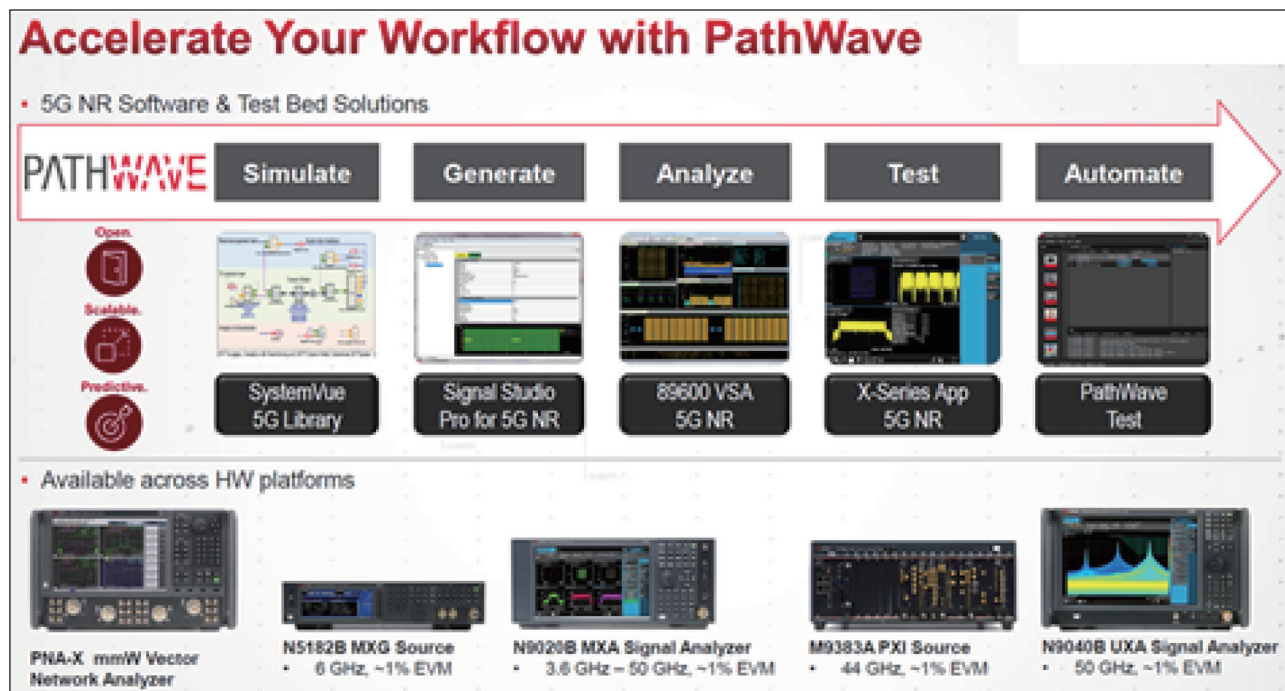 Accelerate Your Workflow with PathWave
• 5G NR Software & Test Bed Solutions
PATHWAVE
Simulate
Generate
Analyze
Test
Automate
Open.
Scalable.
Predictive.
SystemVue
5G Library
Signal Studio
Pro for 5G NR
89600 VSA
5G NR
X-Series App
5G NR
PathWave
Test
• Available across HW platforms
PNA-X mmW Vector
Network Analyzer
N5182B MXG Source
• 6 GHz, ~1% EVM
N9020B MXA Signal Analyzer
• 3.6 GHz – 50 GHz, ~1% EVM
M9383A PXI Source
• 44 GHz, ~1% EVM
N9040B UXA Signal Analyzer
• 50 GHz, ~1% EVM